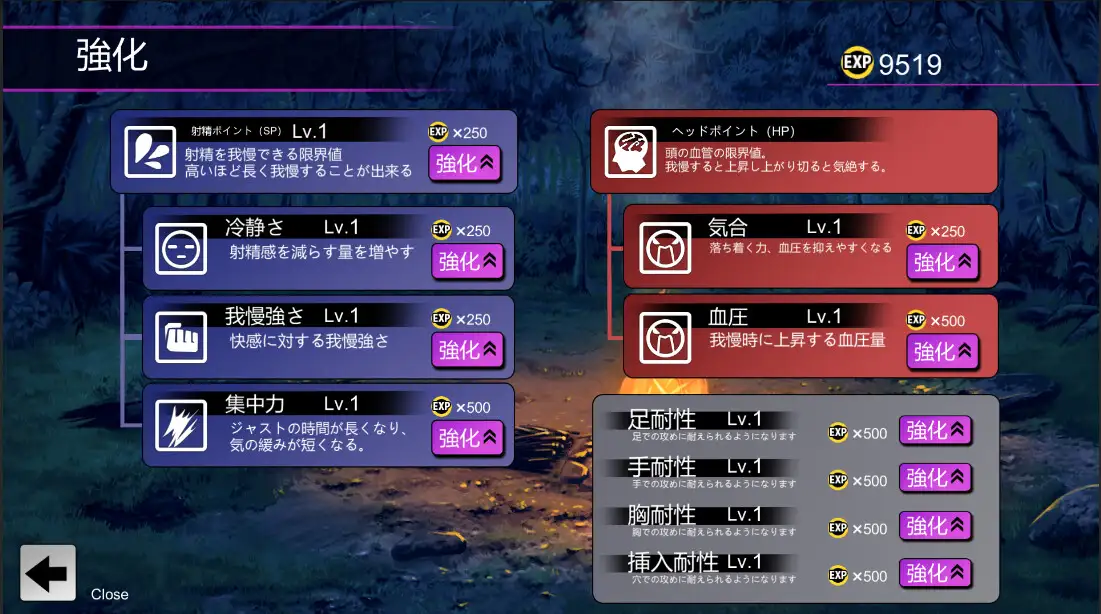 強化
EXP 9519
射精ポイント（SP） Lv.1
EXP ×250
射精を我慢できる限界値
高いほど長く我慢することが出来る
強化
冷静さ Lv.1
EXP ×250
射精感を減らす量を増やす
強化
我慢強さ Lv.1
EXP ×250
快感に対する我慢強さ
強化
集中力 Lv.1
EXP ×500
ジャストの時間が長くなり、
気の緩みが短くなる。
強化
ヘッドポイント（HP）
頭の血管の限界値。
我慢すると上昇し上がり切ると気絶する。
気合 Lv.1
EXP ×250
落ち着く力、血圧を抑えやすくなる
強化
血圧 Lv.1
EXP ×500
我慢時に上昇する血圧量
強化
足耐性 Lv.1
足での攻めに耐えられるようになります
EXP ×500
強化
手耐性 Lv.1
手での攻めに耐えられるようになります
EXP ×500
強化
胸耐性 Lv.1
胸での攻めに耐えられるようになります
EXP ×500
強化
挿入耐性 Lv.1
穴での攻めに耐えられるようになります
EXP ×500
強化
Close